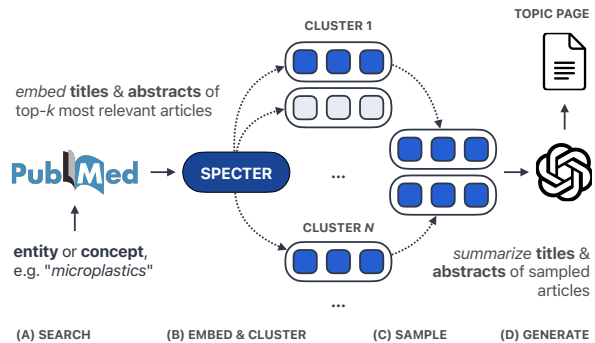 TOPIC PAGE
CLUSTER 1
embed titles & abstracts of
top-k most relevant articles
PubMed
SPECTER
...
CLUSTER N
entity or concept,
e.g. "microplastics"
...
summarize titles &
abstracts of sampled
articles
(A) SEARCH
(B) EMBED & CLUSTER
(C) SAMPLE
(D) GENERATE